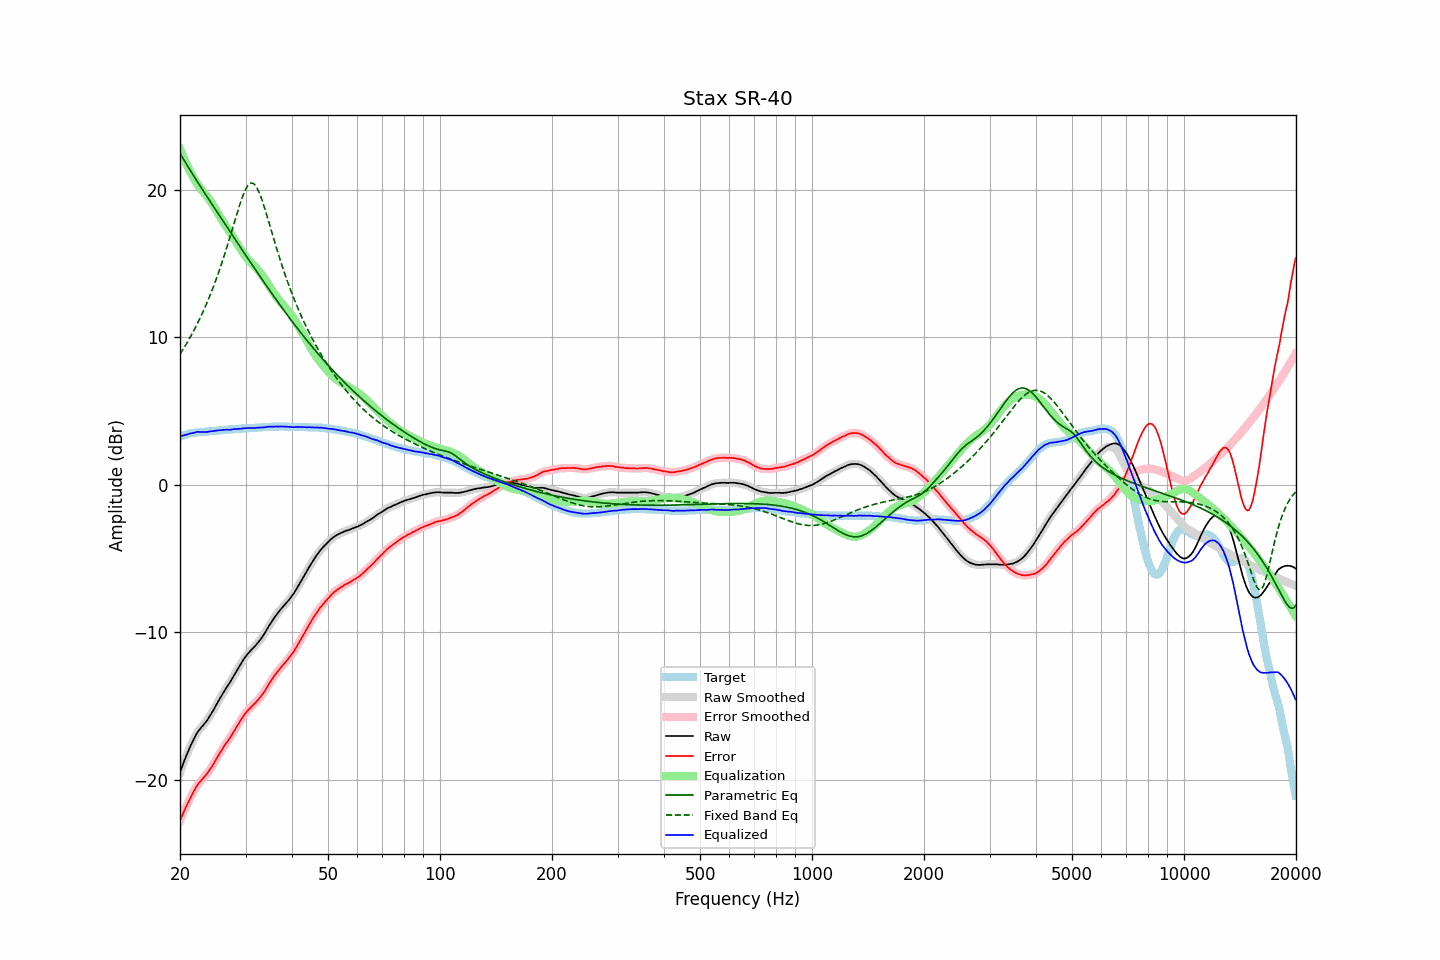 Stax SR-40
Amplitude (dBr)
20
10
0
−10
−20
Target
Raw Smoothed
Error Smoothed
Raw
Error
Equalization
Parametric Eq
Fixed Band Eq
Equalized
20 50 100 200 500 1000 2000 5000 10000 20000
Frequency (Hz)